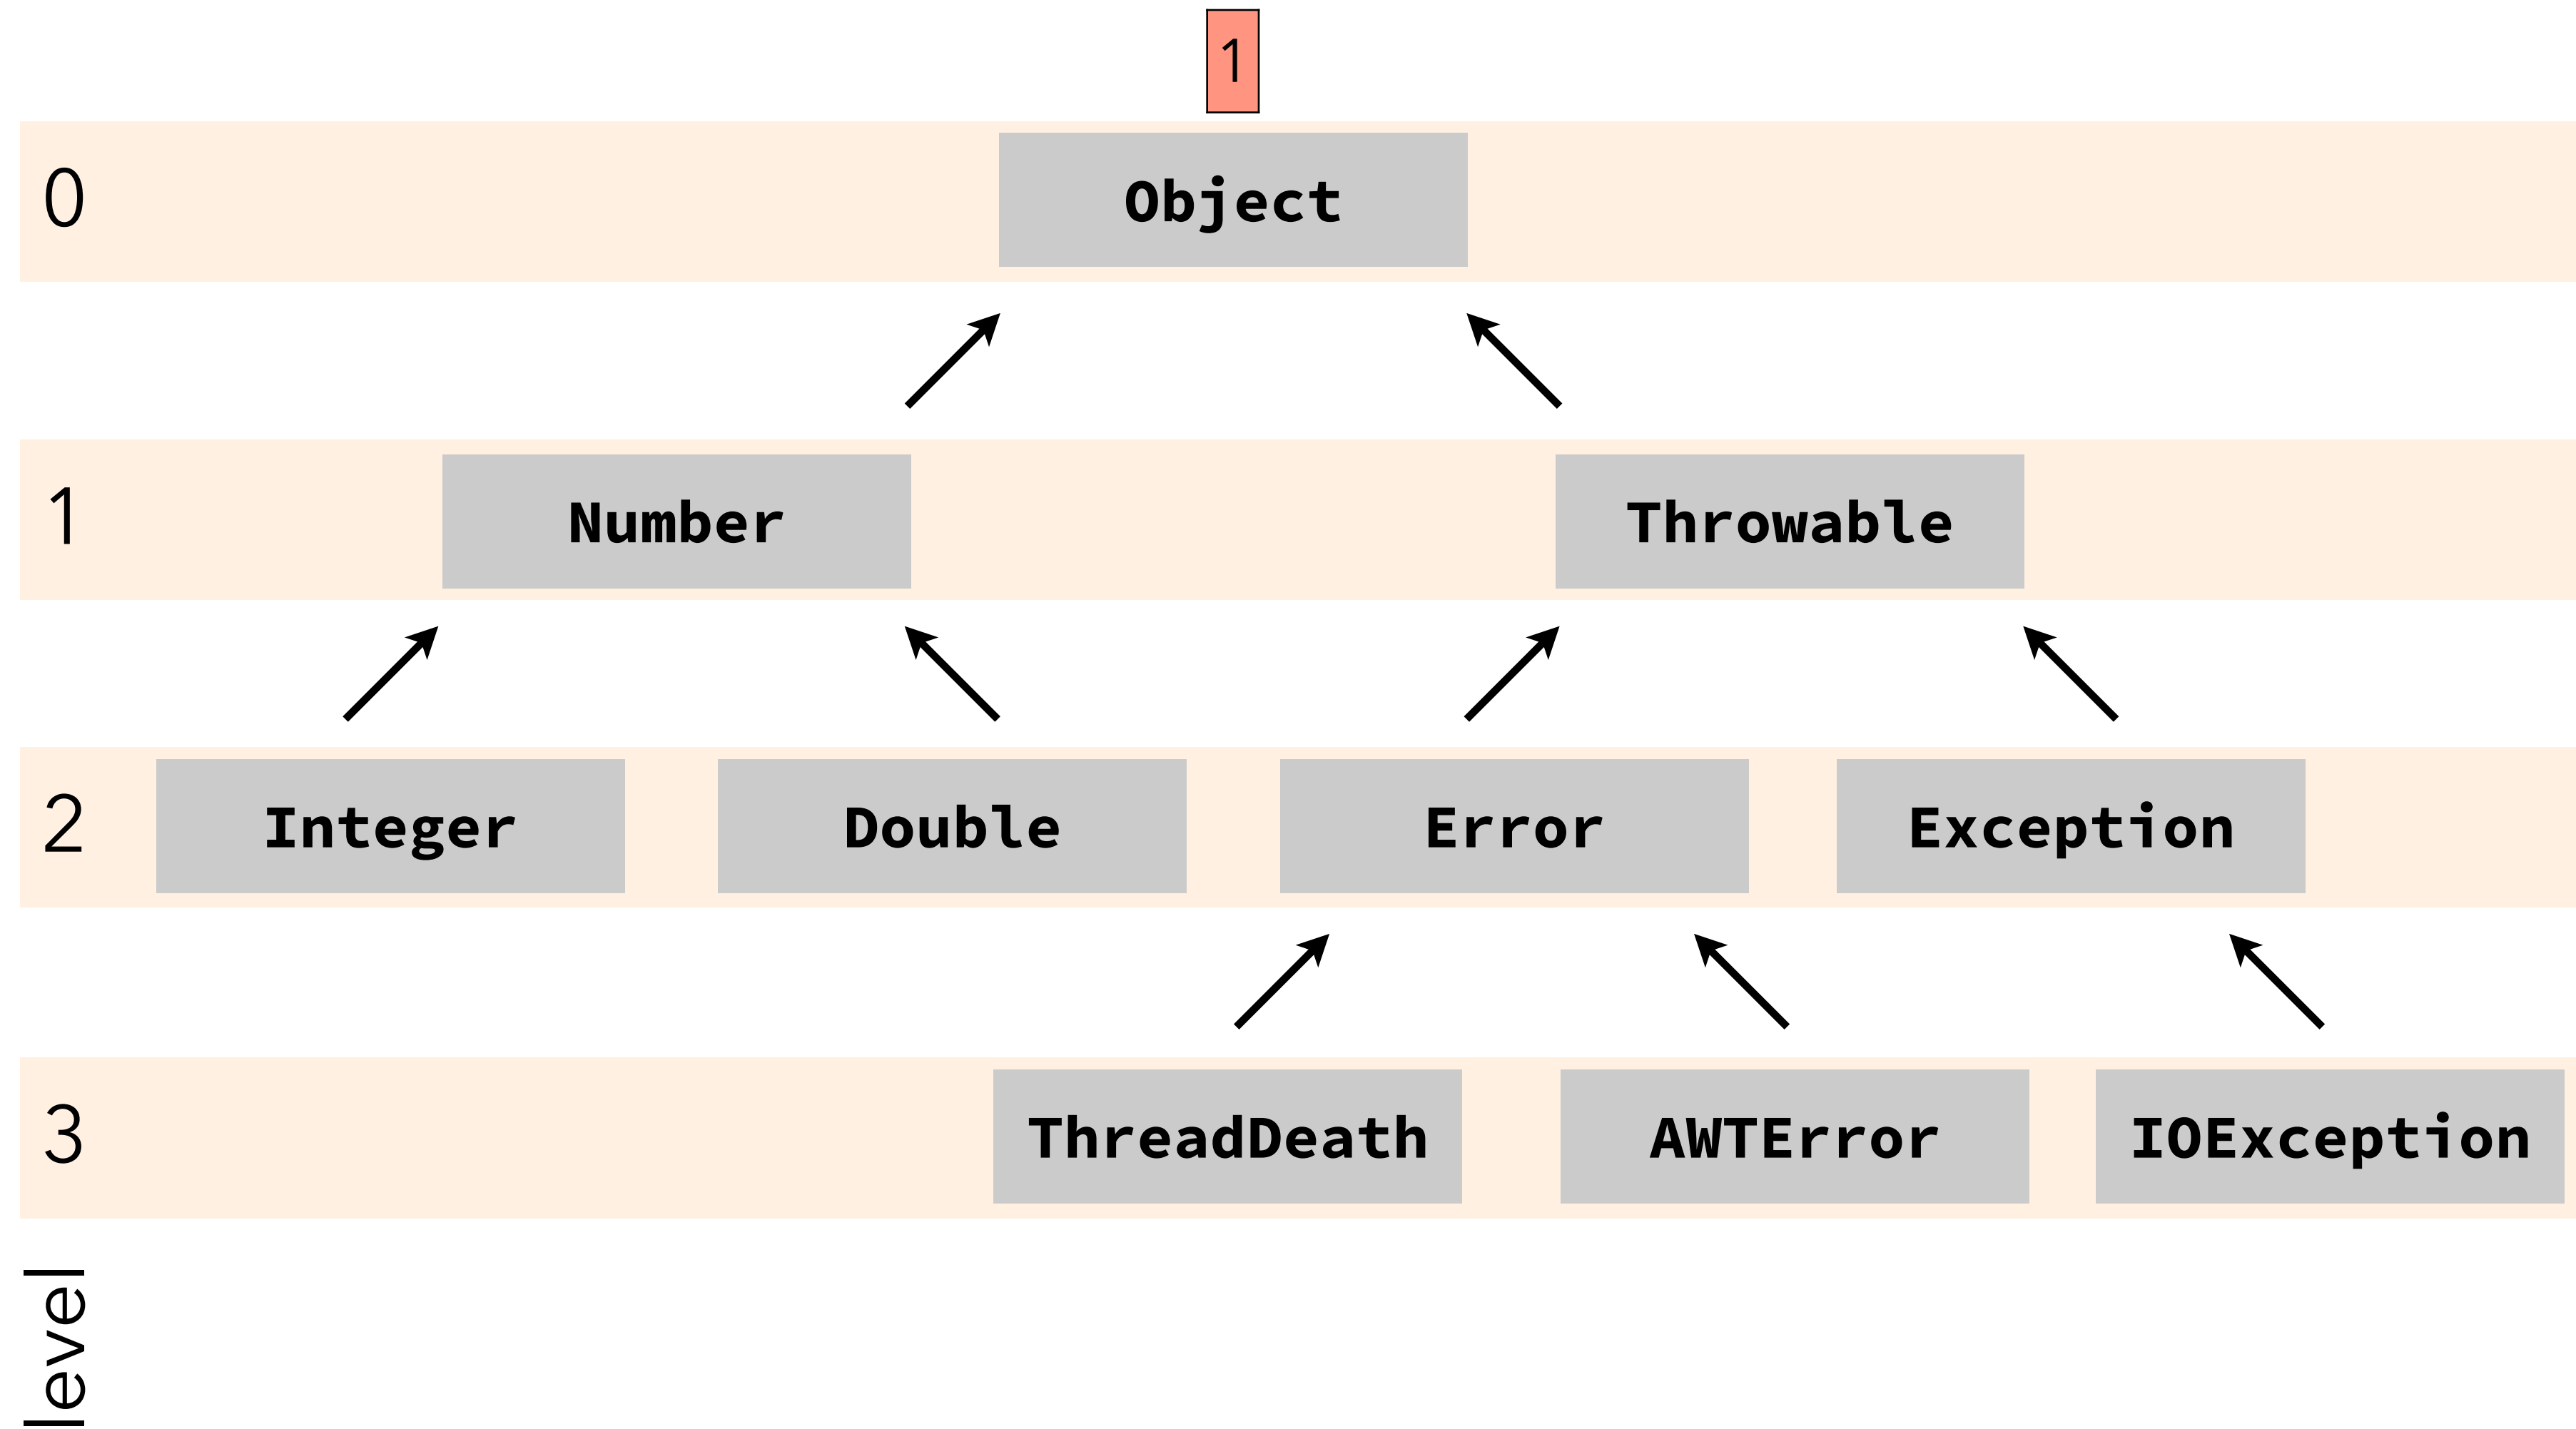 1
0
Object
1
Number
Throwable
2
Integer
Double
Error
Exception
3
ThreadDeath
AWTError
IOException
level